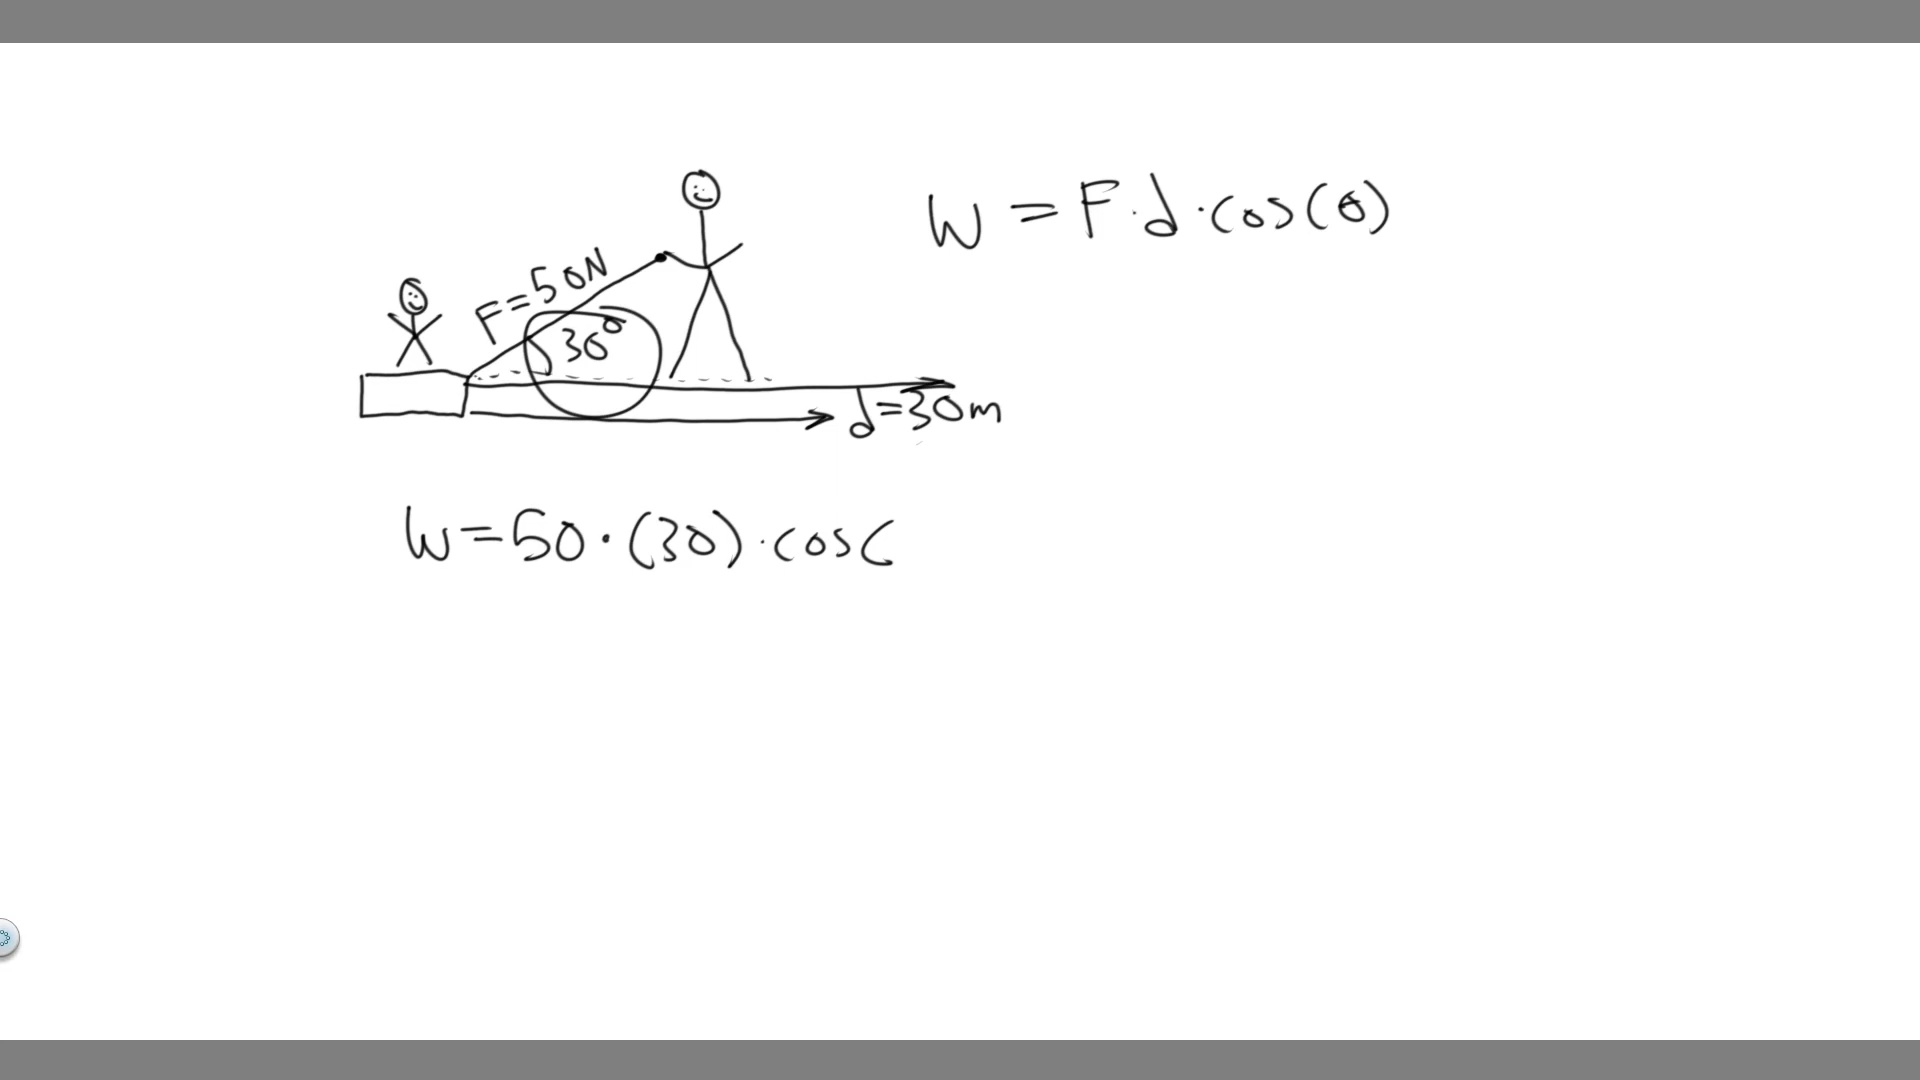 W = F·d·cos(θ)
F=50N
30°
d=30m
W=50·(30)·cos(